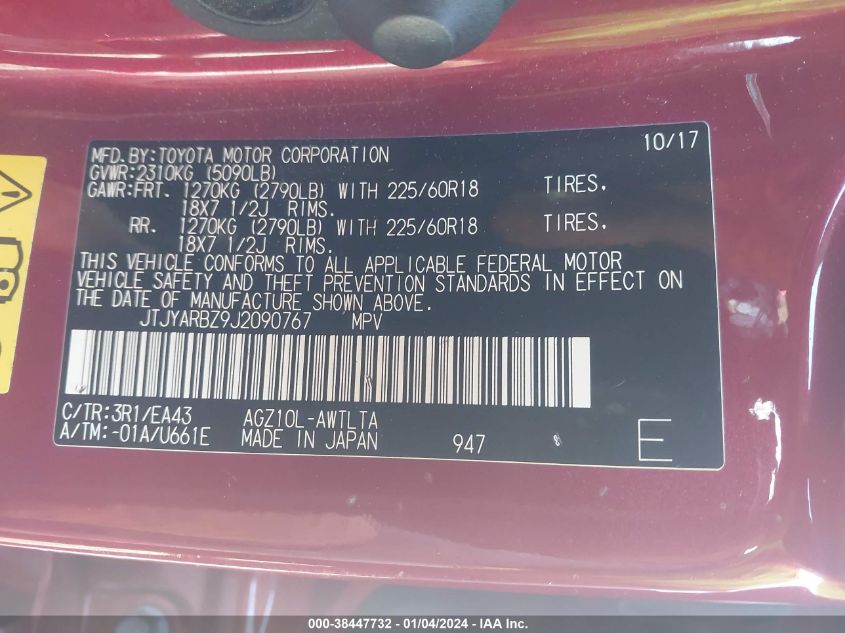 MFD. BY: TOYOTA MOTOR CORPORATION 10/17
GVWR: 2310KG (5090LB)
GAWR: FRT. 1270KG (2790LB) WITH 225/60R18 TIRES.
18X7 1/2J RIMS.
RR. 1270KG (2790LB) WITH 225/60R18 TIRES.
18X7 1/2J RIMS.
THIS VEHICLE CONFORMS TO ALL APPLICABLE FEDERAL MOTOR
VEHICLE SAFETY AND THEFT PREVENTION STANDARDS IN EFFECT ON
THE DATE OF MANUFACTURE SHOWN ABOVE.
JTJYARBZ9J2090767 MPV
C/TR: 3R1/EA43 AGZ10L-AWTLTA
A/TM: -01A/U661E MADE IN JAPAN 947 E
000-38447732 - 01/04/2024 - IAA Inc.